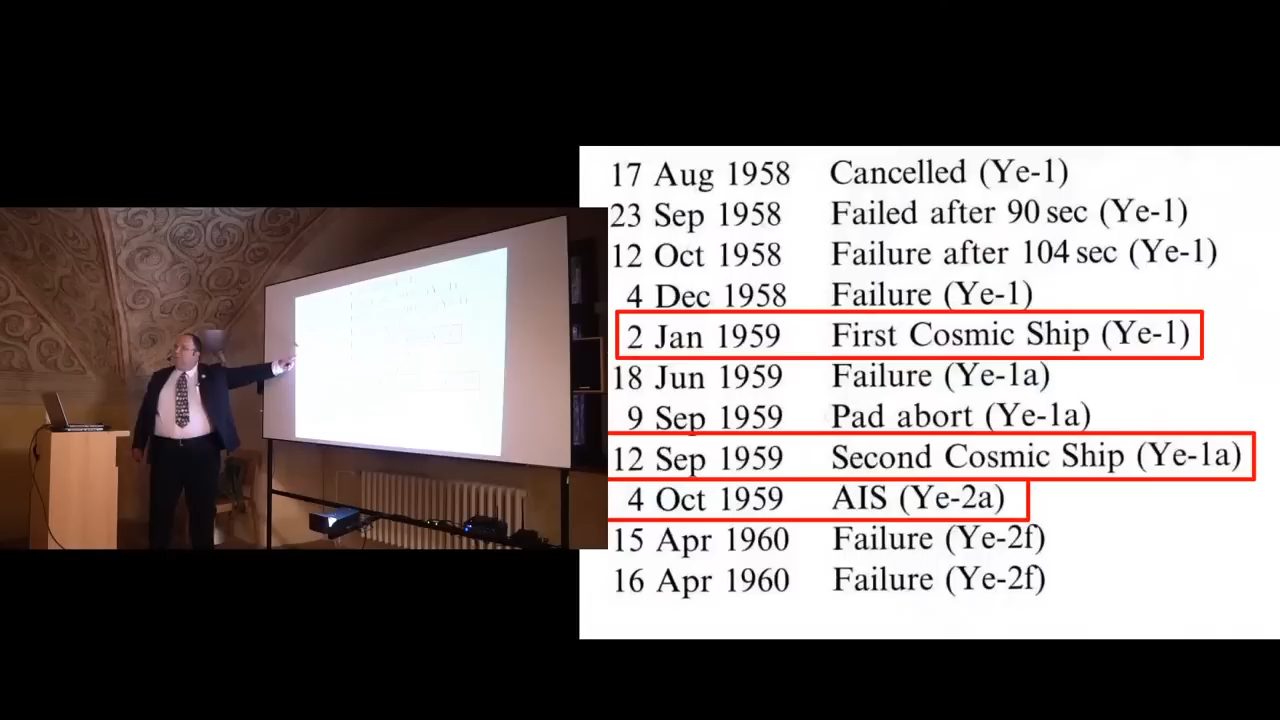 17 Aug 1958 Cancelled (Ye-1)
23 Sep 1958 Failed after 90 sec (Ye-1)
12 Oct 1958 Failure after 104 sec (Ye-1)
4 Dec 1958 Failure (Ye-1)
2 Jan 1959 First Cosmic Ship (Ye-1)
18 Jun 1959 Failure (Ye-1a)
9 Sep 1959 Pad abort (Ye-1a)
12 Sep 1959 Second Cosmic Ship (Ye-1a)
4 Oct 1959 AIS (Ye-2a)
15 Apr 1960 Failure (Ye-2f)
16 Apr 1960 Failure (Ye-2f)